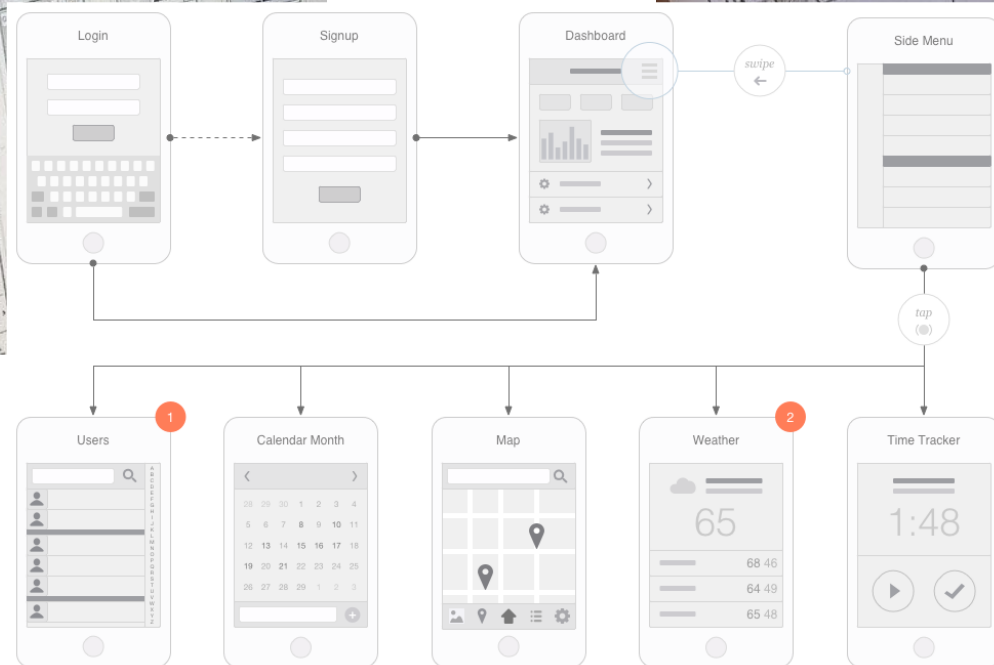 Login
Signup
Dashboard
Side Menu
swipe
tap
1
2
Users
Calendar Month
Map
Weather
Time Tracker
28 29 30 1 2 3 4
5 6 7 8 9 10 11
12 13 14 15 16 17 18
19 20 21 22 23 24 25
26 27 28 29 1 2 3
65
68 46
64 49
65 48
1:48